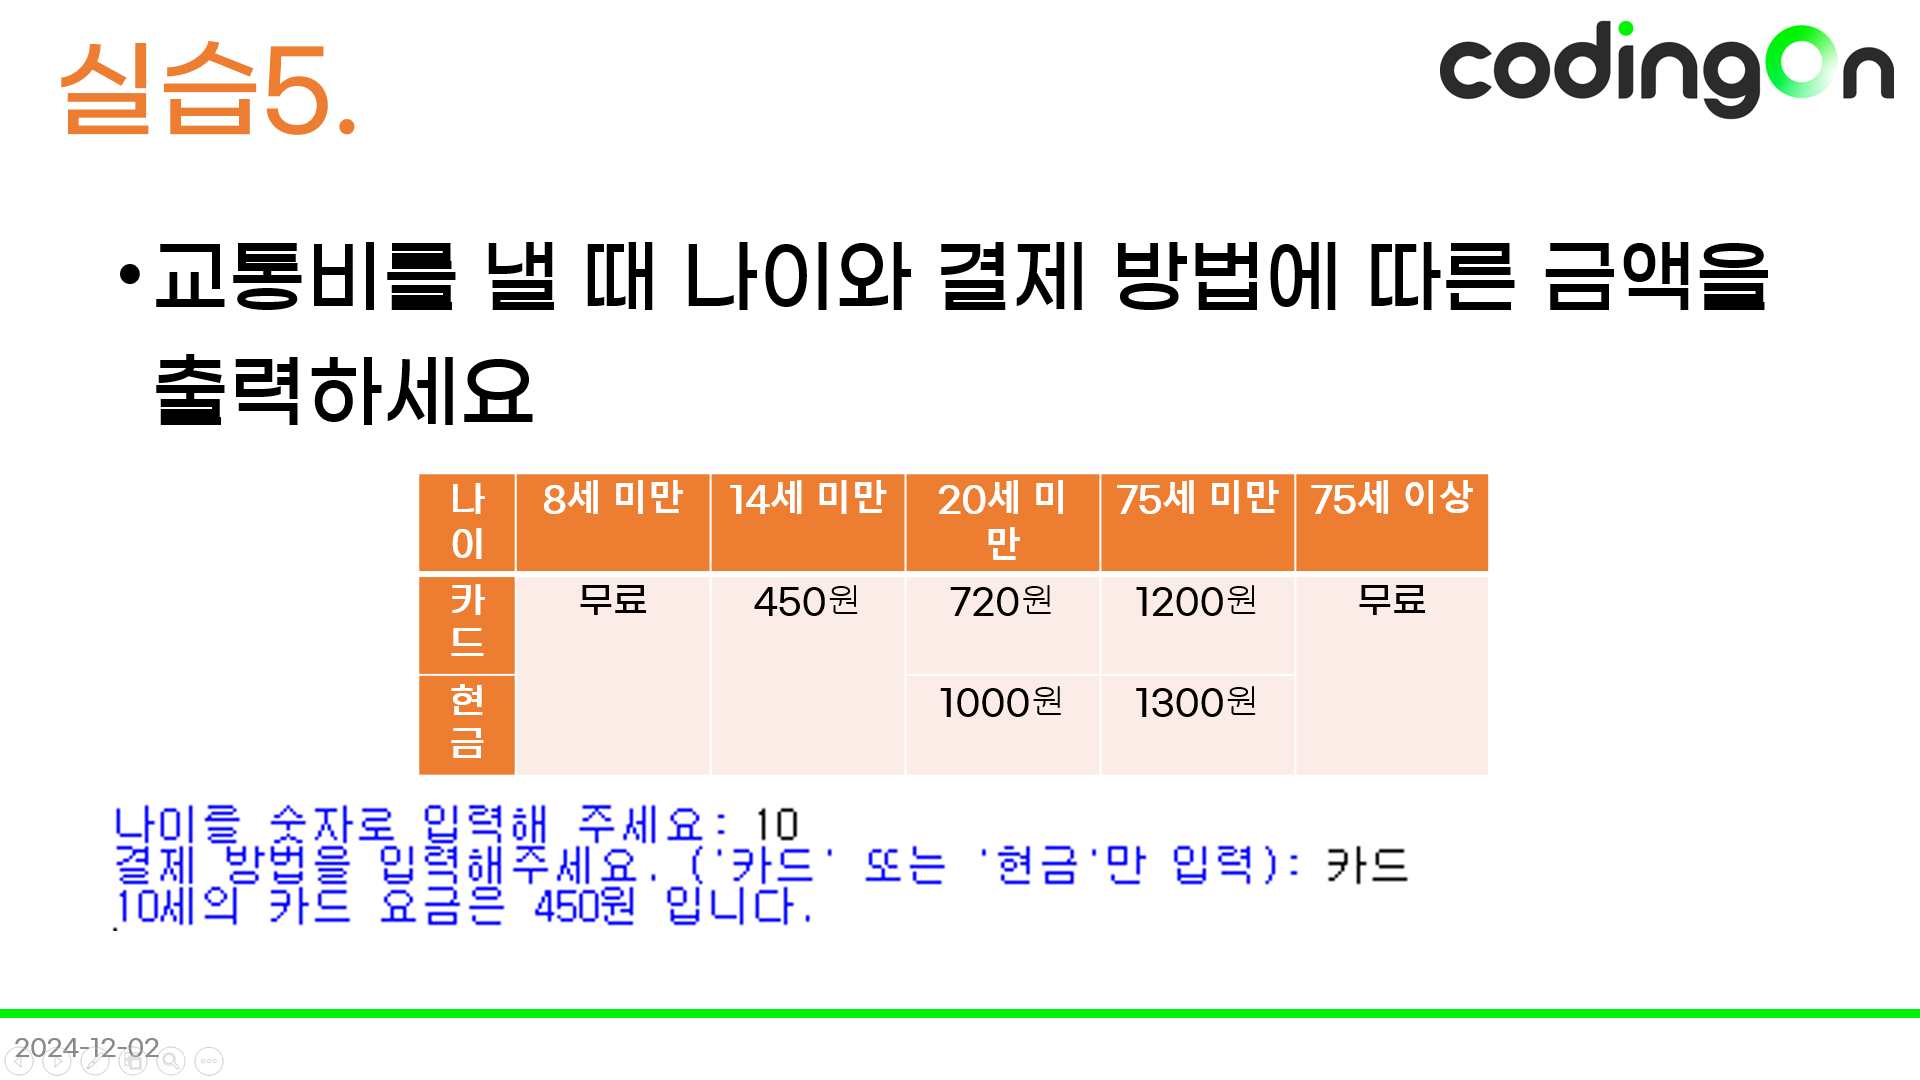 실습5.
codingOn
• 교통비를 낼 때 나이와 결제 방법에 따른 금액을
출력하세요
나이 8세 미만 14세 미만 20세 미만 75세 미만 75세 이상
카드 무료 450원 720원 1200원 무료
현금 1000원 1300원
나이를 숫자로 입력해 주세요: 10
결제 방법을 입력해주세요. ('카드' 또는 '현금'만 입력): 카드
10세의 카드 요금은 450원 입니다.
2024-12-02